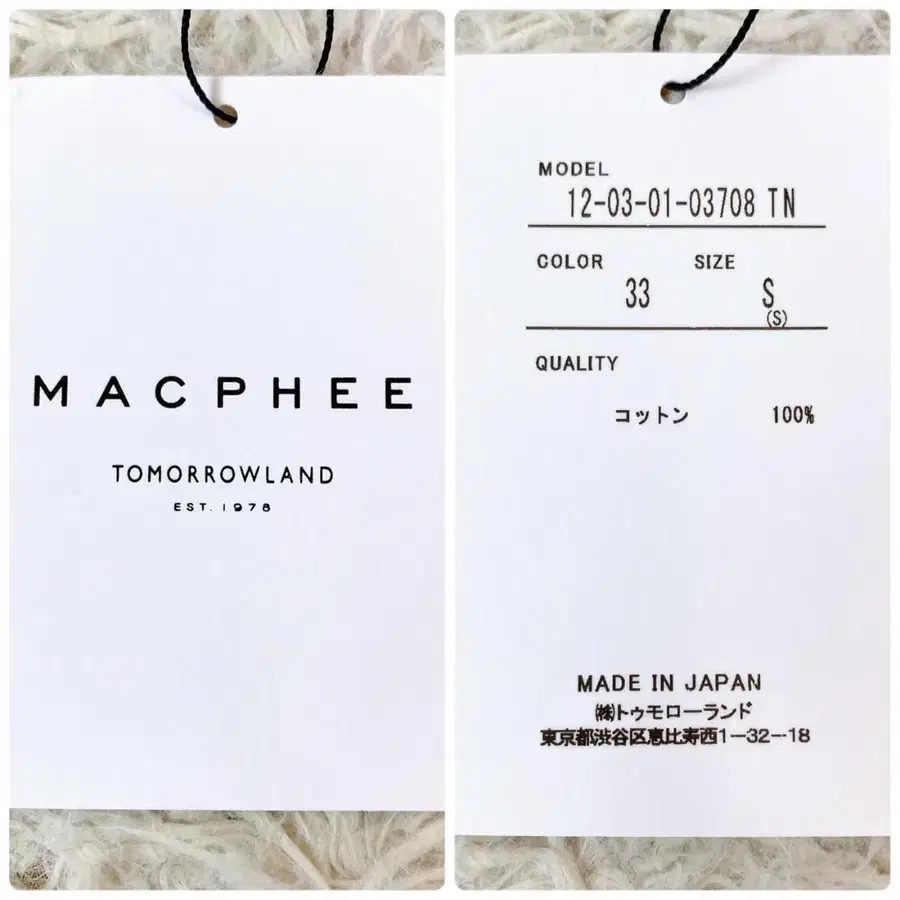 MACPHEE
TOMORROWLAND
EST. 1978
MODEL
12-03-01-03708 TN
COLOR SIZE
33 S
(S)
QUALITY
コットン 100%
MADE IN JAPAN
㈱トゥモローランド
東京都渋谷区恵比寿西1-32-18